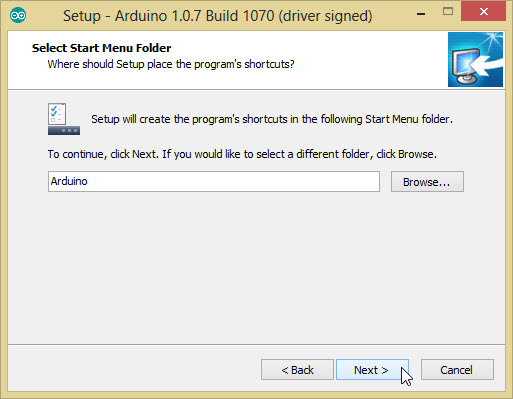 Setup - Arduino 1.0.7 Build 1070 (driver signed)
Select Start Menu Folder
Where should Setup place the program's shortcuts?
Setup will create the program's shortcuts in the following Start Menu folder.
To continue, click Next. If you would like to select a different folder, click Browse.
Arduino
Browse...
< Back
Next >
Cancel